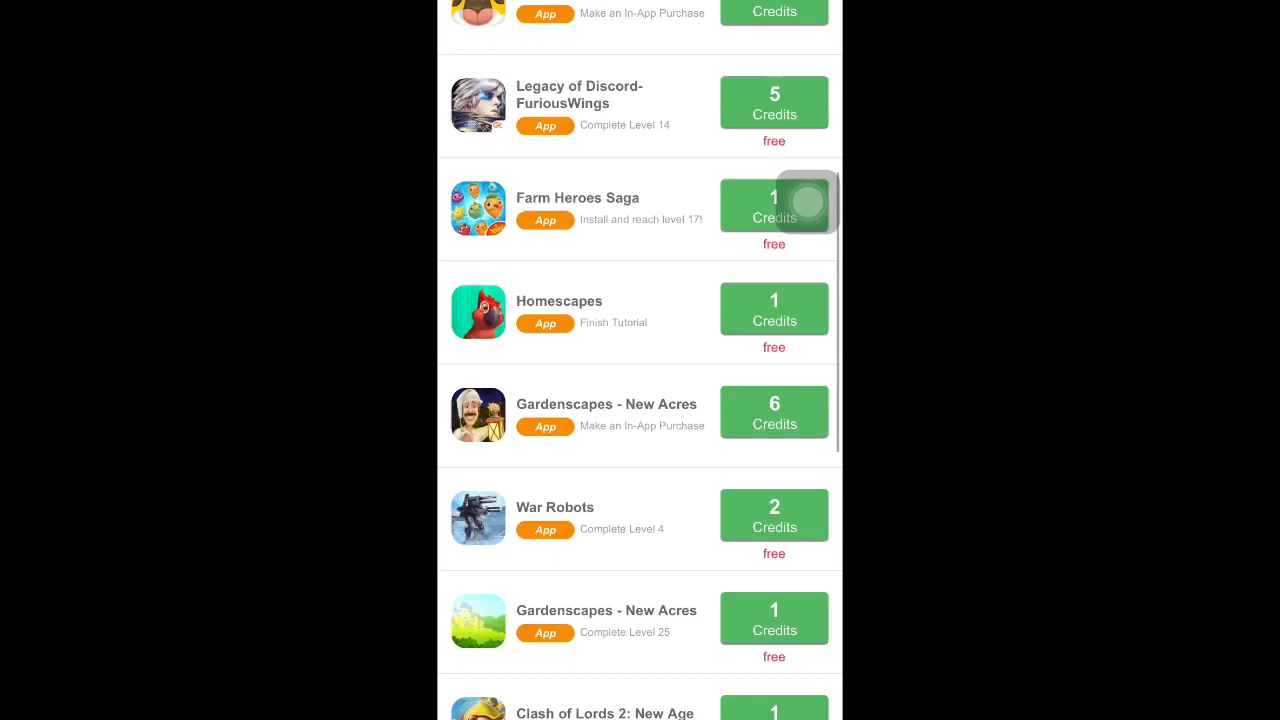 App Make an In-App Purchase
Credits
Legacy of Discord-
FuriousWings
App Complete Level 14
5
Credits
free
Farm Heroes Saga
App Install and reach level 17!
1
Credits
free
Homescapes
App Finish Tutorial
1
Credits
free
Gardenscapes - New Acres
App Make an In-App Purchase
6
Credits
War Robots
App Complete Level 4
2
Credits
free
Gardenscapes - New Acres
App Complete Level 25
1
Credits
free
Clash of Lords 2: New Age
1